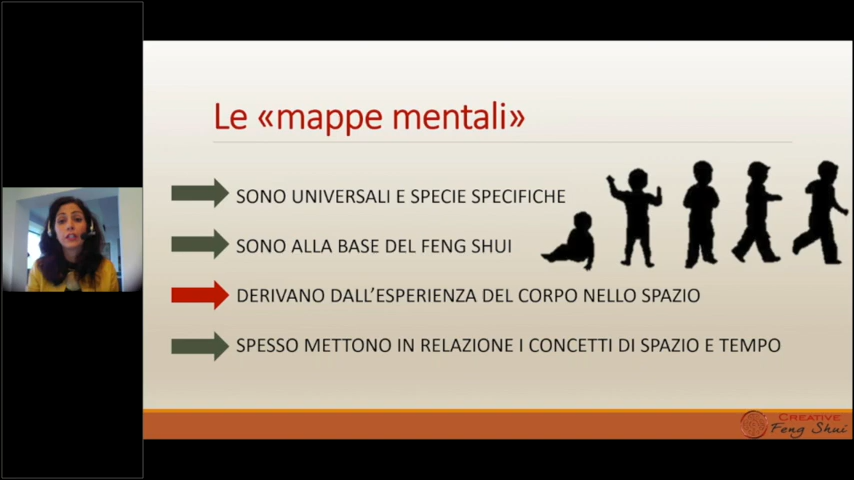 Le «mappe mentali»
SONO UNIVERSALI E SPECIE SPECIFICHE
SONO ALLA BASE DEL FENG SHUI
DERIVANO DALL’ESPERIENZA DEL CORPO NELLO SPAZIO
SPESSO METTONO IN RELAZIONE I CONCETTI DI SPAZIO E TEMPO
CREATIVE
Feng Shui